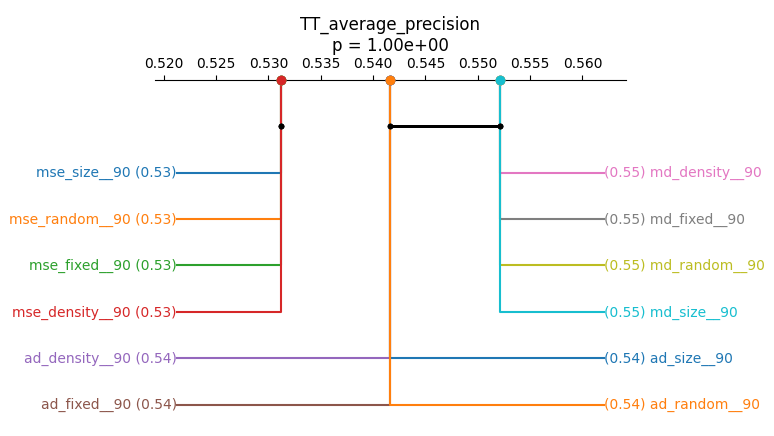 TT_average_precision
p = 1.00e+00
0.520 0.525 0.530 0.535 0.540 0.545 0.550 0.555 0.560
mse_size__90 (0.53) (0.55) md_density__90
mse_random__90 (0.53) (0.55) md_fixed__90
mse_fixed__90 (0.53) (0.55) md_random__90
mse_density__90 (0.53) (0.55) md_size__90
ad_density__90 (0.54) (0.54) ad_size__90
ad_fixed__90 (0.54) (0.54) ad_random__90